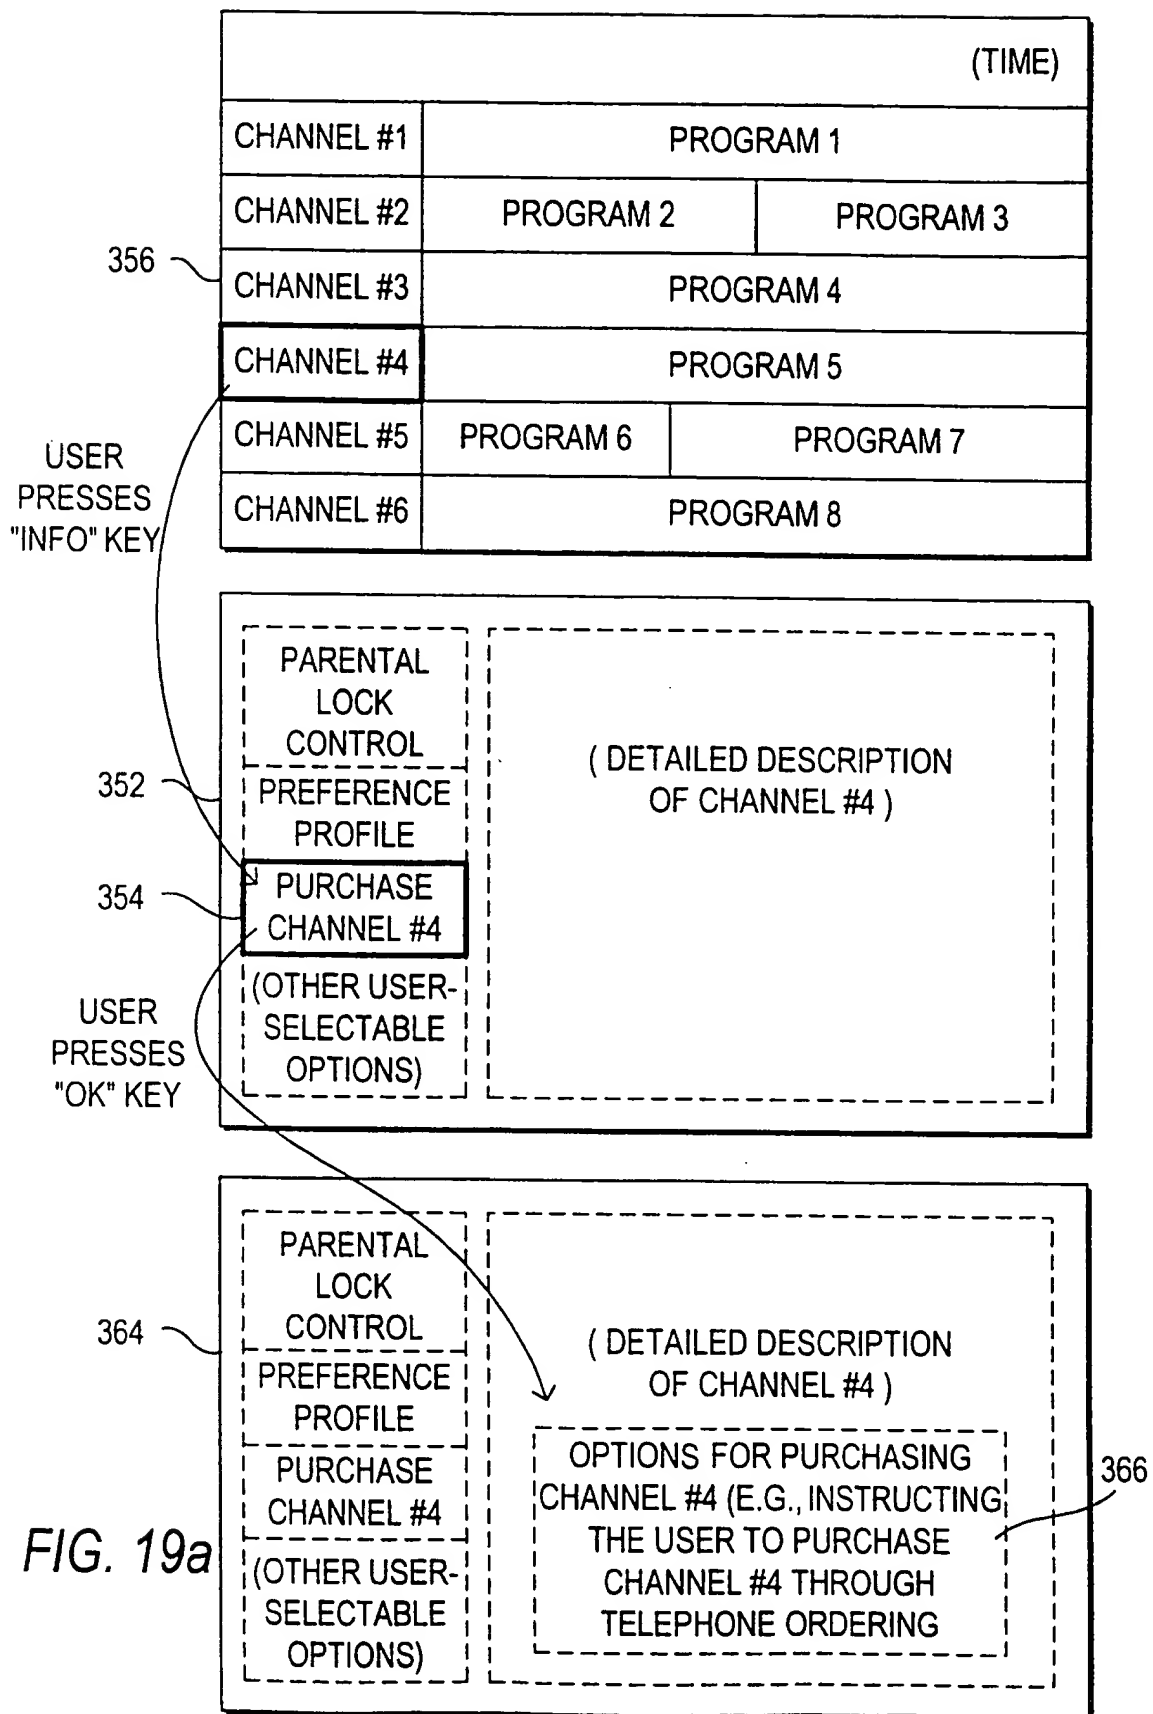 (TIME)
CHANNEL #1
PROGRAM 1
CHANNEL #2
PROGRAM 2
PROGRAM 3
356
CHANNEL #3
PROGRAM 4
CHANNEL #4
PROGRAM 5
CHANNEL #5
PROGRAM 6
PROGRAM 7
CHANNEL #6
PROGRAM 8
USER
PRESSES
"INFO" KEY
PARENTAL
LOCK
CONTROL
352
PREFERENCE
PROFILE
354
PURCHASE
CHANNEL #4
(OTHER USER-
SELECTABLE
OPTIONS)
( DETAILED DESCRIPTION
OF CHANNEL #4 )
USER
PRESSES
"OK" KEY
PARENTAL
LOCK
CONTROL
364
PREFERENCE
PROFILE
PURCHASE
CHANNEL #4
(OTHER USER-
SELECTABLE
OPTIONS)
( DETAILED DESCRIPTION
OF CHANNEL #4 )
OPTIONS FOR PURCHASING
CHANNEL #4 (E.G., INSTRUCTING
THE USER TO PURCHASE
CHANNEL #4 THROUGH
TELEPHONE ORDERING
366
FIG. 19a